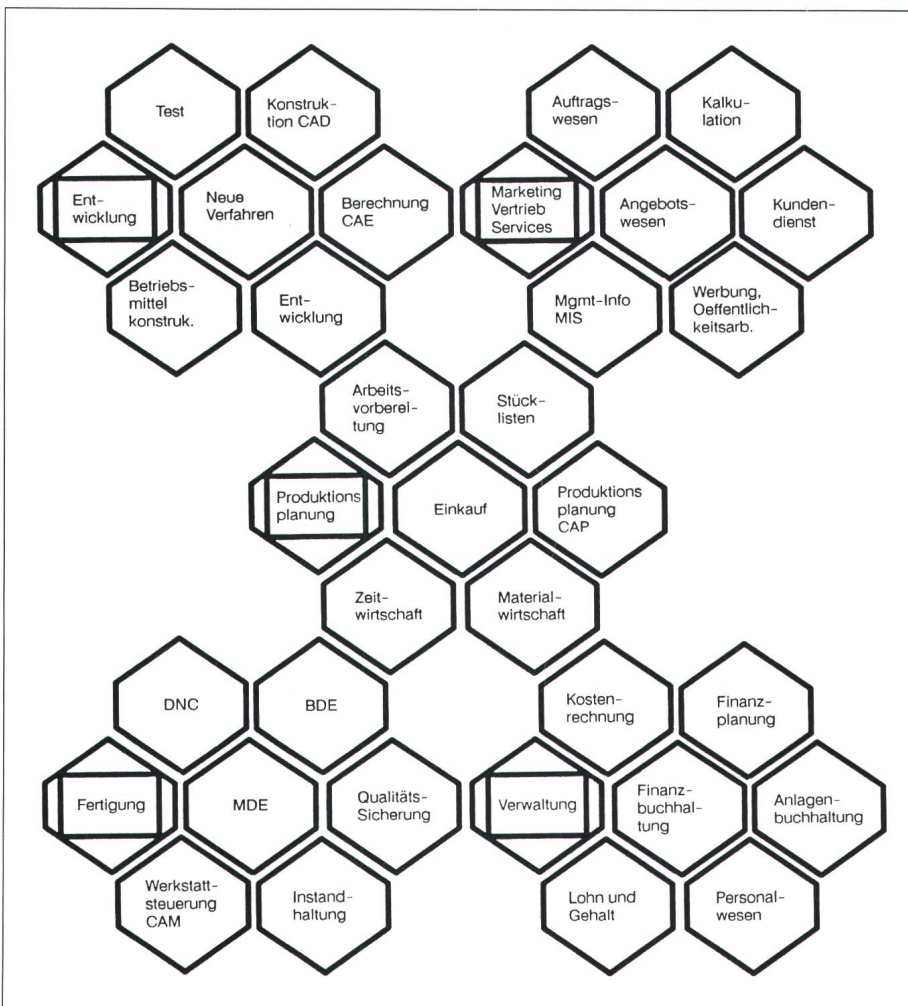 Test
Konstruk-
tion CAD
Ent-
wicklung
Neue
Verfahren
Berechnung
CAE
Betriebs-
mittel
konstruk.
Ent-
wicklung
Auftrags-
wesen
Kalku-
lation
Marketing
Vertrieb
Services
Angebots-
wesen
Kunden-
dienst
Mgmt-Info
MIS
Werbung,
Oeffentlich-
keitsarb.
Arbeits-
vorberei-
tung
Stück-
listen
Produktions
planung
Einkauf
Produktions
planung
CAP
Zeit-
wirtschaft
Material-
wirtschaft
DNC
BDE
Fertigung
MDE
Qualitäts-
Sicherung
Werkstatt-
steuerung
CAM
Instand-
haltung
Kosten-
rechnung
Finanz-
planung
Verwaltung
Finanz-
buchhal-
tung
Anlagen-
buchhaltung
Lohn und
Gehalt
Personal-
wesen